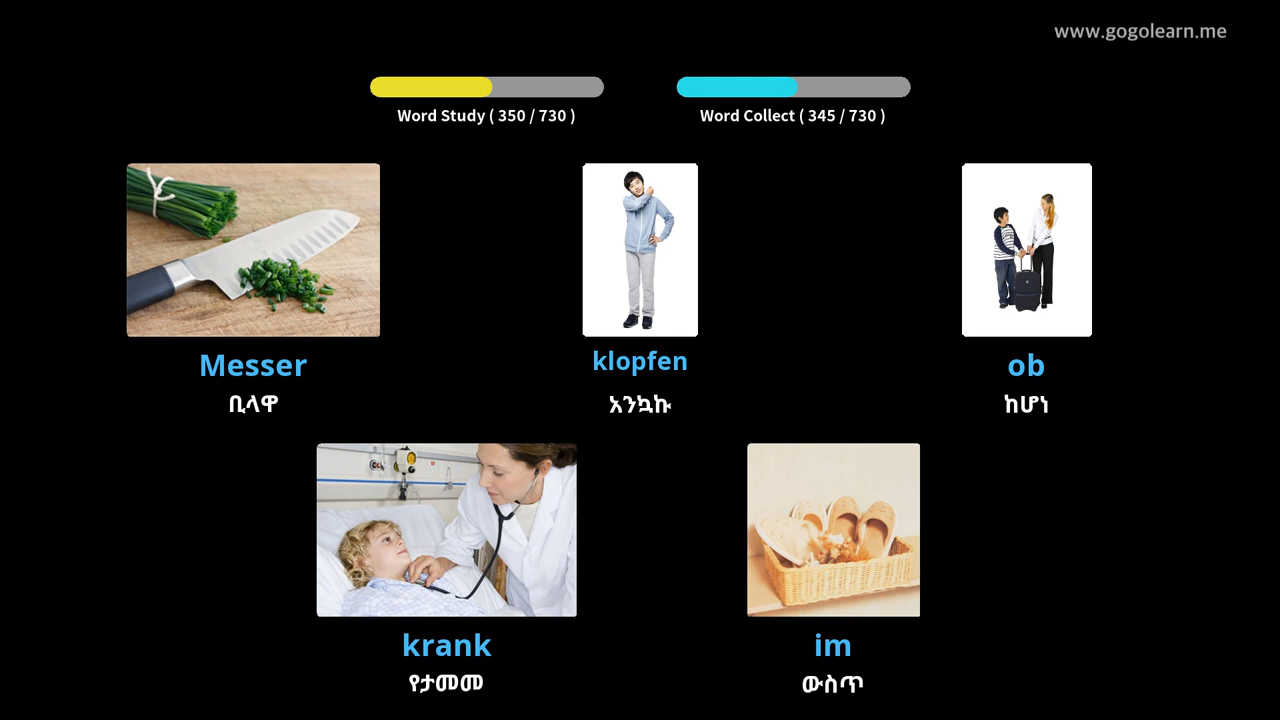 www.gogolearn.me
Word Study ( 350 / 730 )
Word Collect ( 345 / 730 )
Messer
ቢላዋ
klopfen
አንኳኩ
ob
ከሆነ
krank
የታመመ
im
ውስጥ